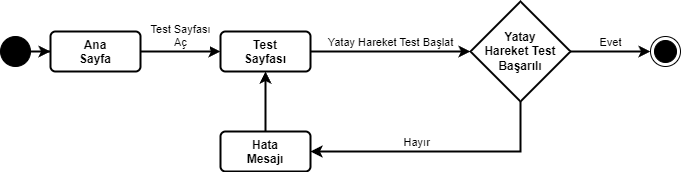 Ana
Sayfa
Test Sayfası
Aç
Test
Sayfası
Yatay Hareket Test Başlat
Yatay
Hareket Test
Başarılı
Evet
Hayır
Hata
Mesajı